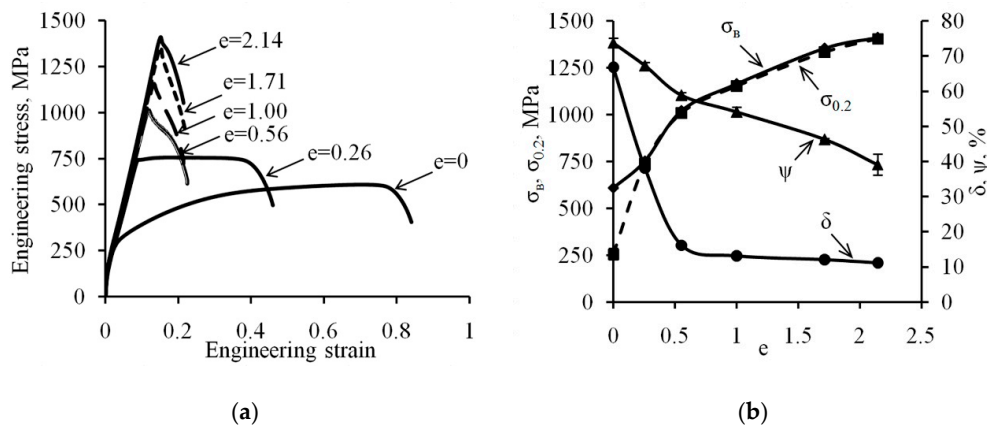 Engineering stress, MPa
1500
1250
1000
750
500
250
0
0
0.2
0.4
0.6
0.8
1
Engineering strain
e=2.14
e=1.71
e=1.00
e=0.56
e=0.26
e=0
(a)
σв, σ0.2, MPa
1500
1250
1000
750
500
250
0
0
0.5
1
1.5
2
2.5
e
80
70
60
50
40
30
20
10
0
δ, ψ, %
σв
σ0.2
ψ
δ
(b)